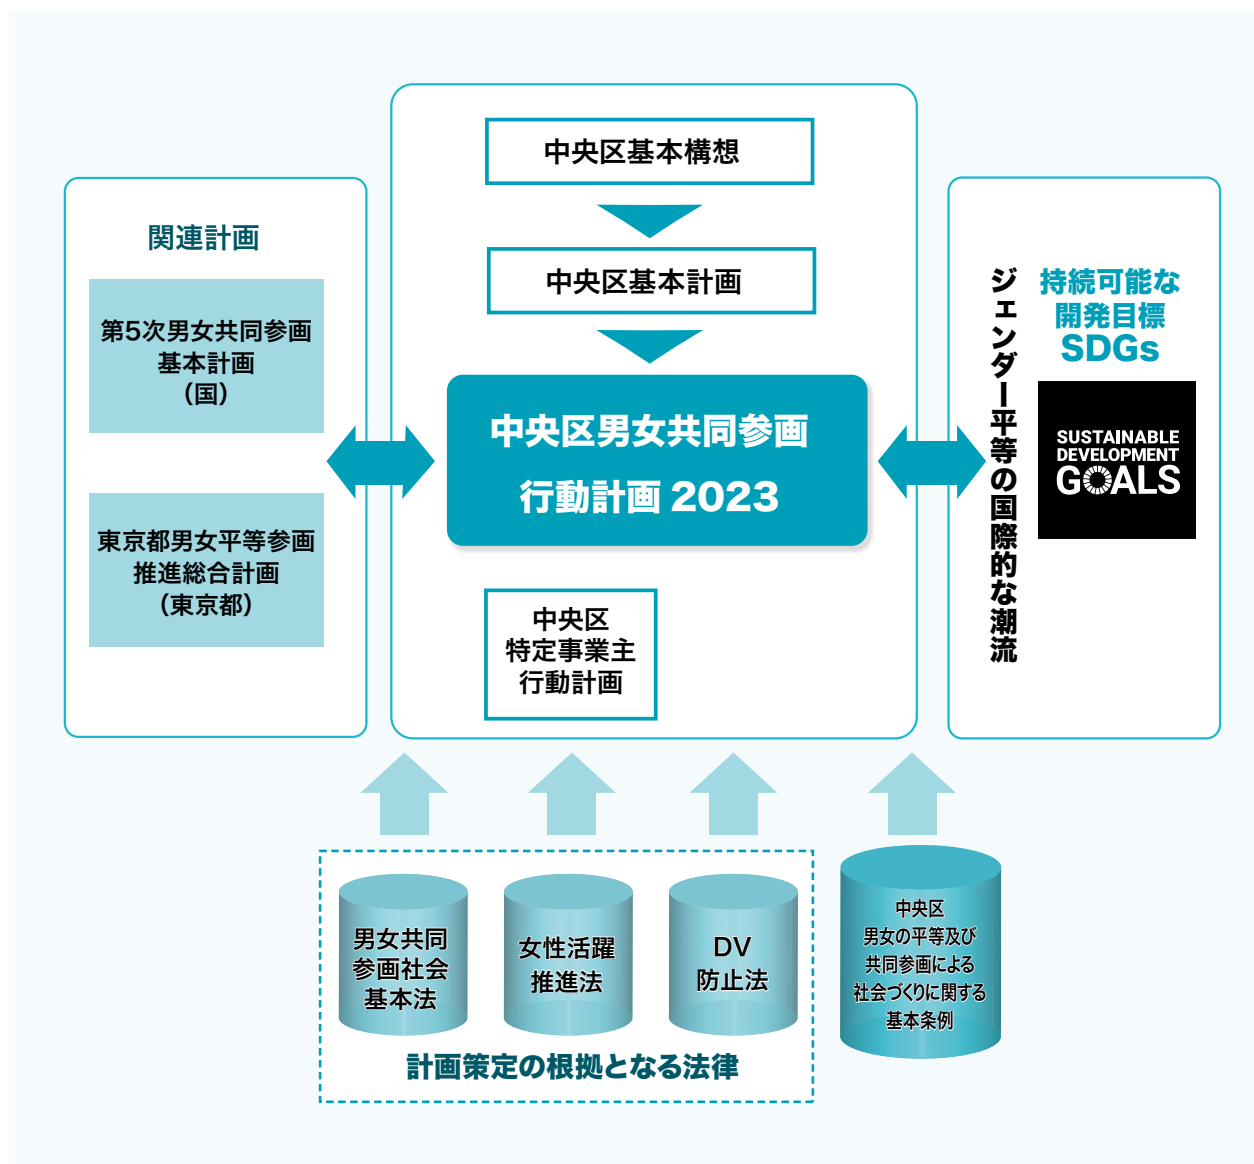 中央区基本構想
中央区基本計画
中央区男女共同参画
行動計画 2023
中央区
特定事業主
行動計画
関連計画
第5次男女共同参画
基本計画
（国）
東京都男女平等参画
推進総合計画
（東京都）
ジェンダー平等の国際的な潮流
持続可能な
開発目標
SDGs
SUSTAINABLE
DEVELOPMENT
GOALS
男女共同
参画社会
基本法
女性活躍
推進法
DV
防止法
計画策定の根拠となる法律
中央区
男女の平等及び
共同参画による
社会づくりに関する
基本条例